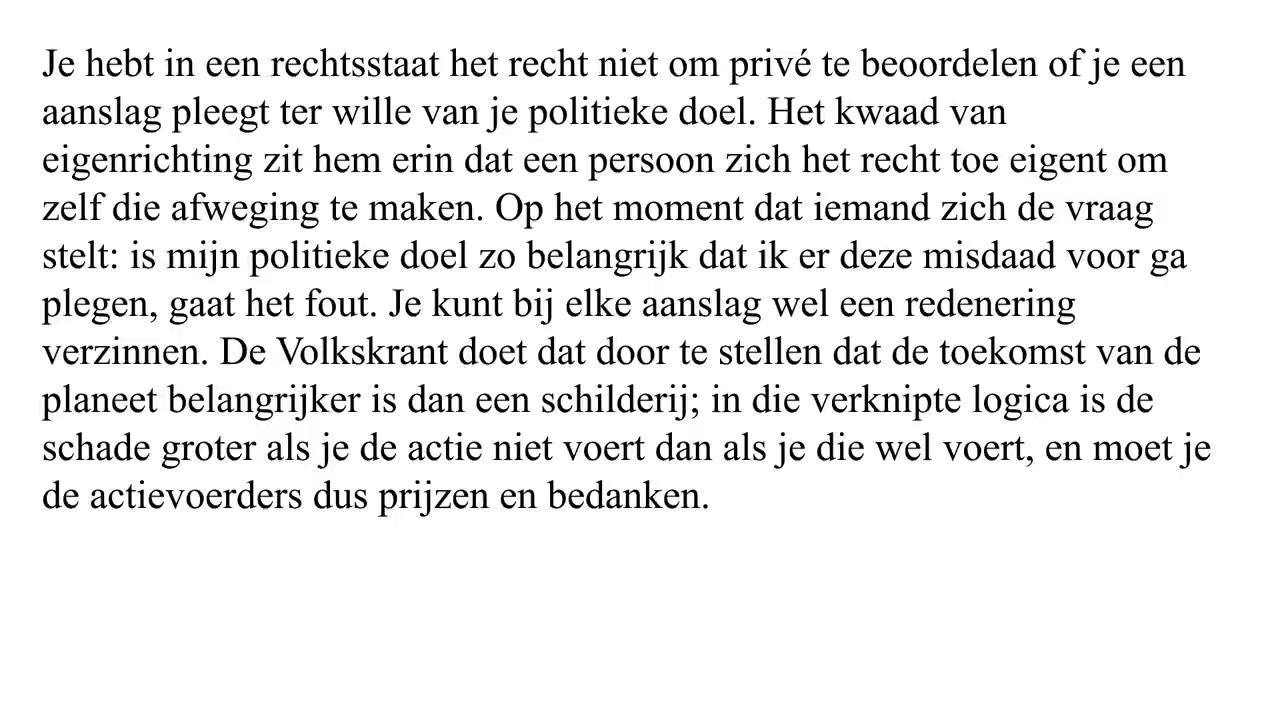 Je hebt in een rechtsstaat het recht niet om privé te beoordelen of je een
aanslag pleegt ter wille van je politieke doel. Het kwaad van
eigenrichting zit hem erin dat een persoon zich het recht toe eigent om
zelf die afweging te maken. Op het moment dat iemand zich de vraag
stelt: is mijn politieke doel zo belangrijk dat ik er deze misdaad voor ga
plegen, gaat het fout. Je kunt bij elke aanslag wel een redenering
verzinnen. De Volkskrant doet dat door te stellen dat de toekomst van de
planeet belangrijker is dan een schilderij; in die verknipte logica is de
schade groter als je de actie niet voert dan als je die wel voert, en moet je
de actievoerders dus prijzen en bedanken.